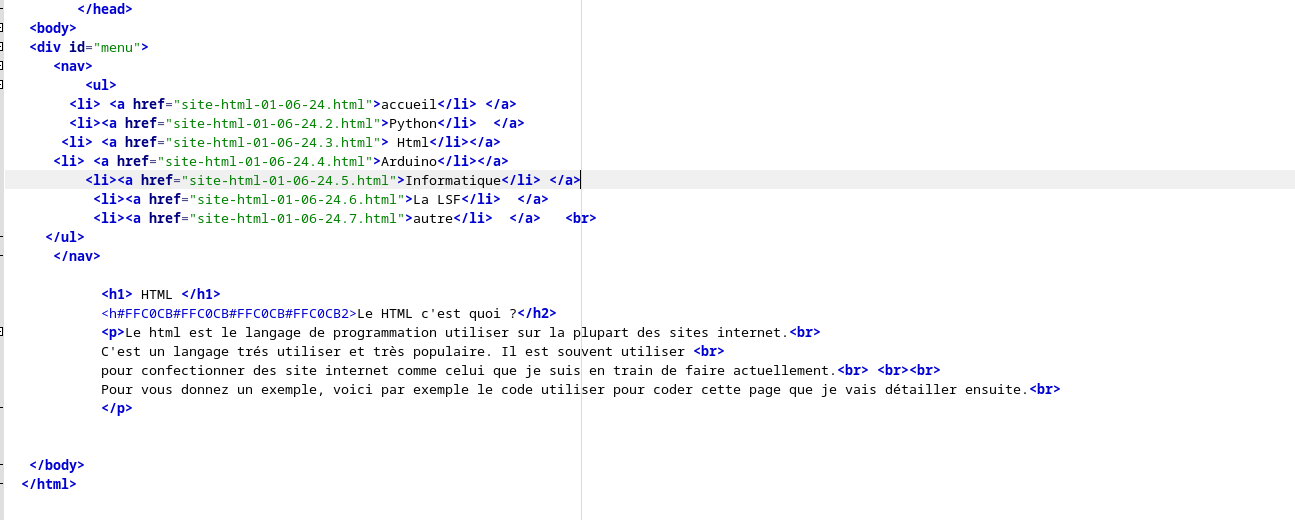 </head>
<body>
<div id="menu">
<nav>
<ul>
<li> <a href="site-html-01-06-24.html">accueil</li> </a>
<li><a href="site-html-01-06-24.2.html">Python</li>  </a>
<li> <a href="site-html-01-06-24.3.html"> Html</li></a>
<li> <a href="site-html-01-06-24.4.html">Arduino</li></a>
<li><a href="site-html-01-06-24.5.html">Informatique</li> </a>
<li><a href="site-html-01-06-24.6.html">La LSF</li>  </a>
<li><a href="site-html-01-06-24.7.html">autre</li>  </a>   <br>
</ul>
</nav>
<h1> HTML </h1>
<h#FFC0CB#FFC0CB#FFC0CB#FFC0CB2>Le HTML c'est quoi ?</h2>
<p>Le html est le langage de programmation utiliser sur la plupart des sites internet.<br>
C'est un langage trés utiliser et très populaire. Il est souvent utiliser <br>
pour confectionner des site internet comme celui que je suis en train de faire actuellement.<br> <br><br>
Pour vous donnez un exemple, voici par exemple le code utiliser pour coder cette page que je vais détailler ensuite.<br>
</p>
</body>
</html>